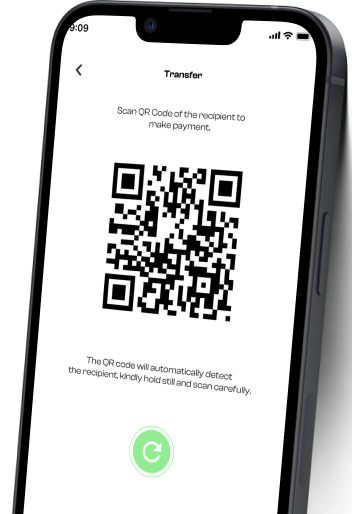 9:09
Transfer
Scan QR Code of the recipient to
make payment.
The QR code will automatically detect
the recipient, kindly hold still and scan carefully.